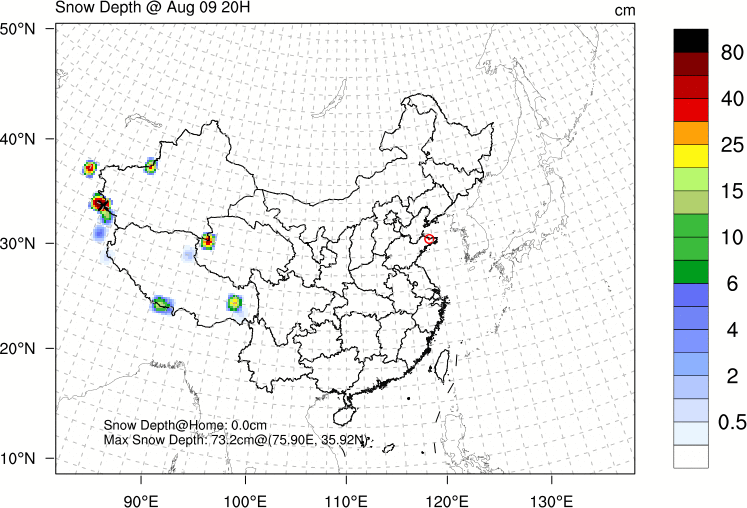 Snow Depth @ Aug 09 20H
cm
50°N
40°N
30°N
20°N
10°N
90°E
100°E
110°E
120°E
130°E
80
40
25
15
10
6
4
2
0.5
Snow Depth@Home: 0.0cm
Max Snow Depth: 73.2cm@(75.90E, 35.92N)